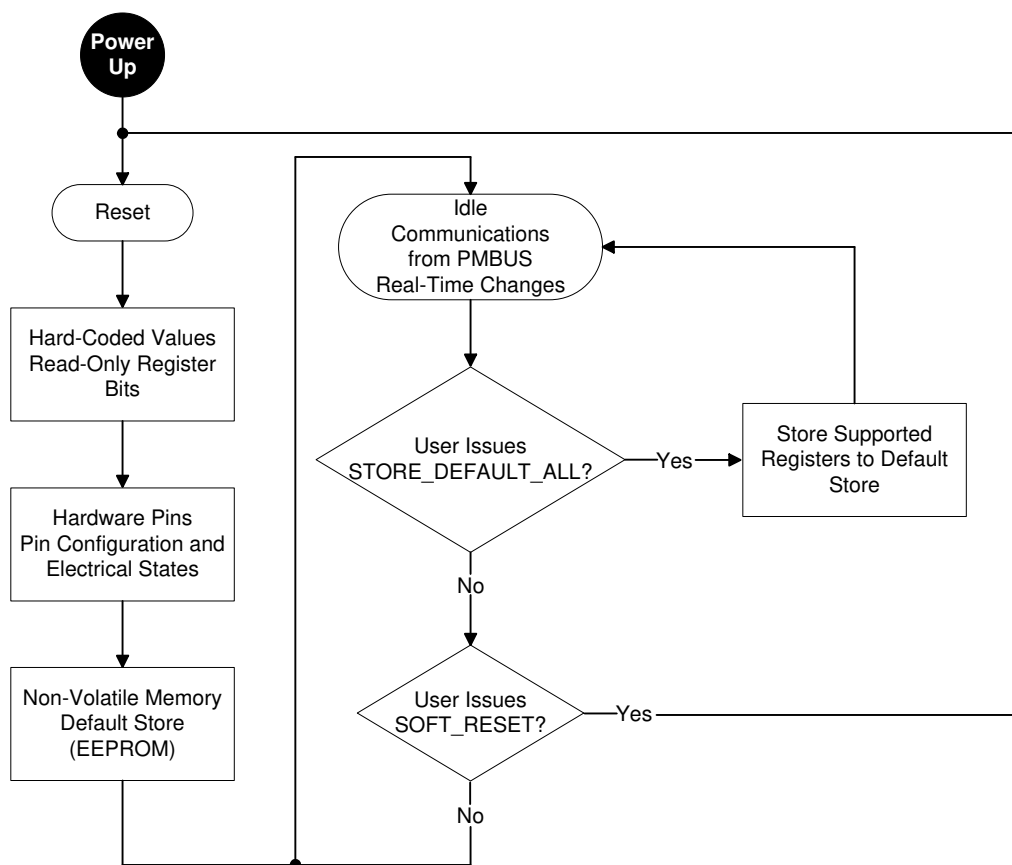 Power
Up
Reset
Hard-Coded Values
Read-Only Register
Bits
Hardware Pins
Pin Configuration and
Electrical States
Non-Volatile Memory
Default Store
(EEPROM)
Idle
Communications
from PMBUS
Real-Time Changes
User Issues
STORE_DEFAULT_ALL?
Yes
Store Supported
Registers to Default
Store
No
User Issues
SOFT_RESET?
Yes
No